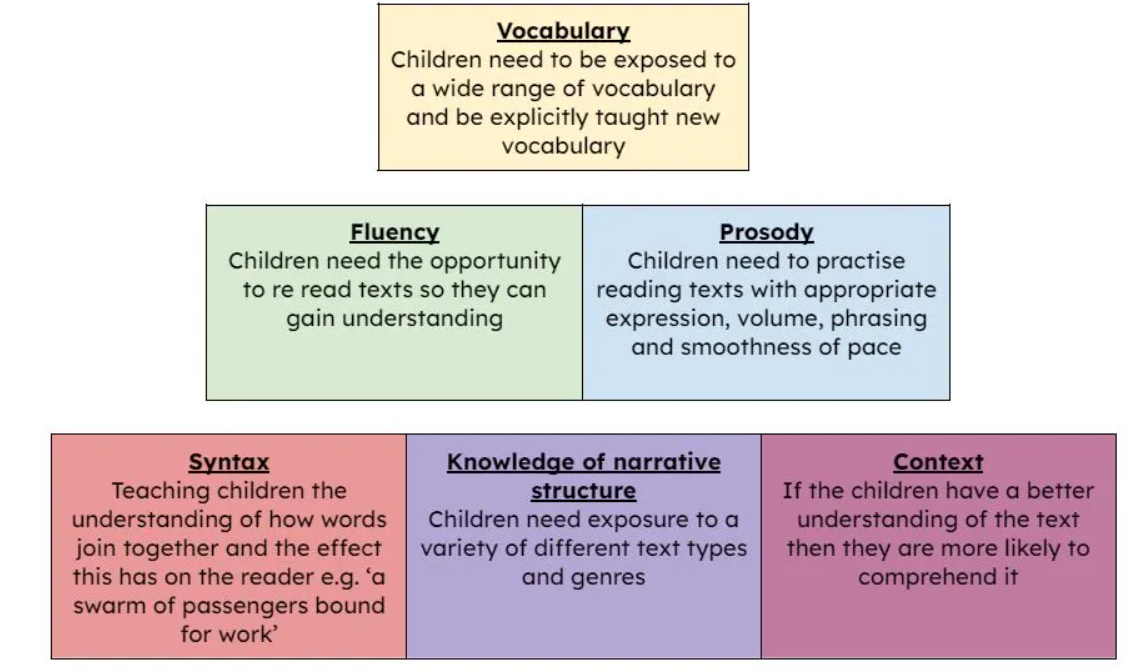 Vocabulary
Children need to be exposed to
a wide range of vocabulary
and be explicitly taught new
vocabulary
Fluency
Children need the opportunity
to re read texts so they can
gain understanding
Prosody
Children need to practise
reading texts with appropriate
expression, volume, phrasing
and smoothness of pace
Syntax
Teaching children the
understanding of how words
join together and the effect
this has on the reader e.g. ‘a
swarm of passengers bound
for work’
Knowledge of narrative
structure
Children need exposure to a
variety of different text types
and genres
Context
If the children have a better
understanding of the text
then they are more likely to
comprehend it